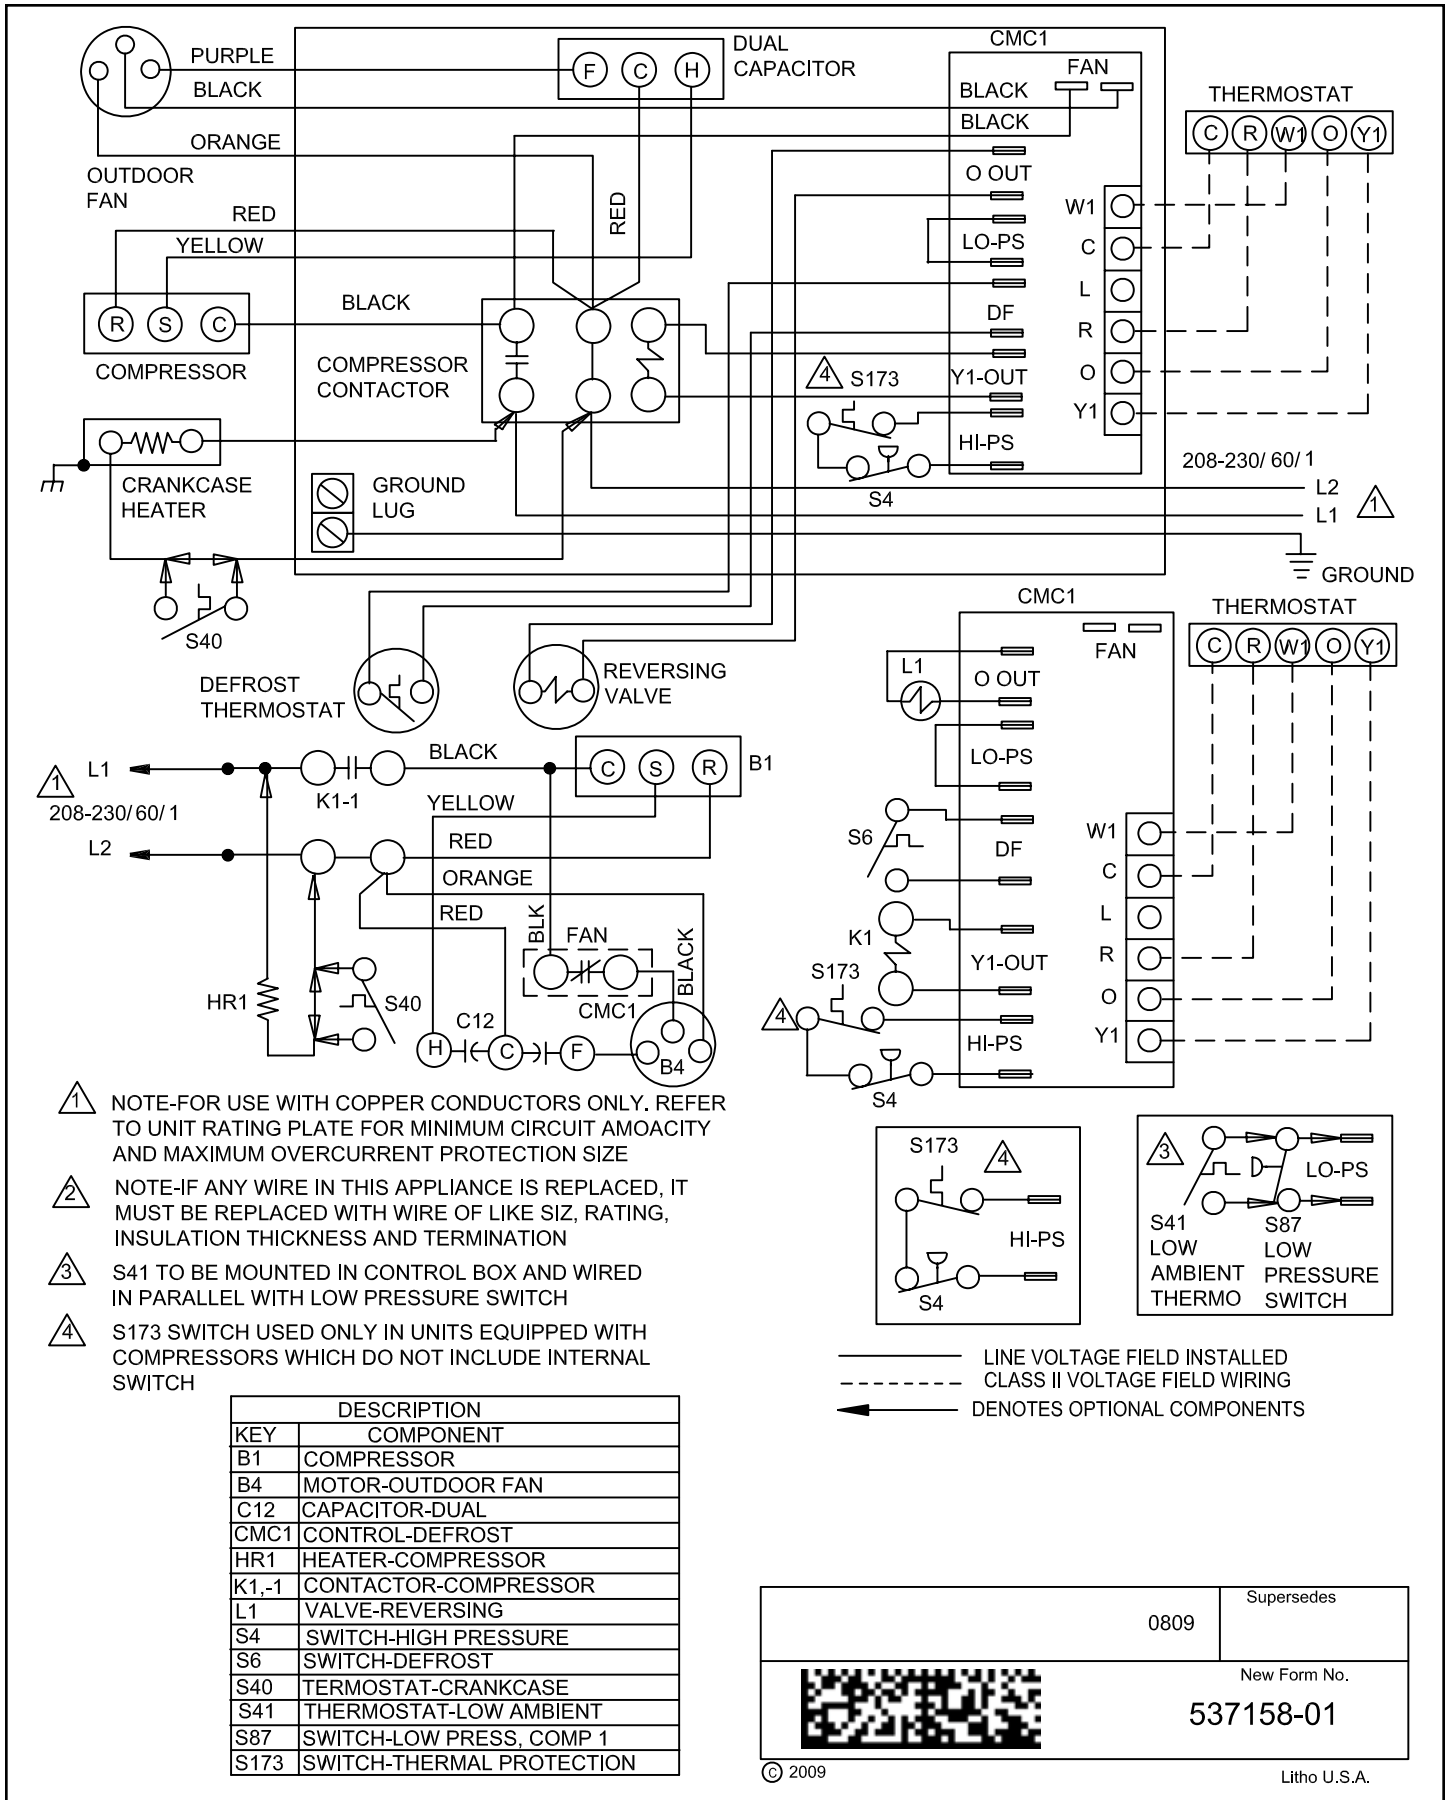 PURPLE
BLACK
ORANGE
OUTDOOR
FAN
DUAL
CAPACITOR
F C H
RED
YELLOW
RED
BLACK
R S C
COMPRESSOR
COMPRESSOR
CONTACTOR
CRANKCASE
HEATER
GROUND
LUG
S40
CMC1
FAN
BLACK
BLACK
O OUT
LO-PS
DF
Y1-OUT
HI-PS
4 S173
S4
W1
C
L
R
O
Y1
THERMOSTAT
C R W1 O Y1
208-230/60/1
L2
L1
1
GROUND
DEFROST
THERMOSTAT
REVERSING
VALVE
L1
1
208-230/60/1
L2
K1-1
BLACK
C S R
B1
YELLOW
RED
ORANGE
RED
BLK
FAN
CMC1
BLACK
HR1
S40
C12
H C F
B4
CMC1
FAN
L1
O OUT
LO-PS
S6
DF
K1
Y1-OUT
S173
4
HI-PS
S4
W1
C
L
R
O
Y1
THERMOSTAT
C R W1 O Y1
1 NOTE-FOR USE WITH COPPER CONDUCTORS ONLY. REFER
TO UNIT RATING PLATE FOR MINIMUM CIRCUIT AMOACITY
AND MAXIMUM OVERCURRENT PROTECTION SIZE
2 NOTE-IF ANY WIRE IN THIS APPLIANCE IS REPLACED, IT
MUST BE REPLACED WITH WIRE OF LIKE SIZ, RATING,
INSULATION THICKNESS AND TERMINATION
3 S41 TO BE MOUNTED IN CONTROL BOX AND WIRED
IN PARALLEL WITH LOW PRESSURE SWITCH
4 S173 SWITCH USED ONLY IN UNITS EQUIPPED WITH
COMPRESSORS WHICH DO NOT INCLUDE INTERNAL
SWITCH
S173 4
HI-PS
S4
3
LO-PS
S41
LOW
AMBIENT
THERMO
S87
LOW
PRESSURE
SWITCH
LINE VOLTAGE FIELD INSTALLED
CLASS II VOLTAGE FIELD WIRING
DENOTES OPTIONAL COMPONENTS
DESCRIPTION
KEY COMPONENT
B1 COMPRESSOR
B4 MOTOR-OUTDOOR FAN
C12 CAPACITOR-DUAL
CMC1 CONTROL-DEFROST
HR1 HEATER-COMPRESSOR
K1,-1 CONTACTOR-COMPRESSOR
L1 VALVE-REVERSING
S4 SWITCH-HIGH PRESSURE
S6 SWITCH-DEFROST
S40 TERMOSTAT-CRANKCASE
S41 THERMOSTAT-LOW AMBIENT
S87 SWITCH-LOW PRESS, COMP 1
S173 SWITCH-THERMAL PROTECTION
0809
Supersedes
New Form No.
537158-01
© 2009
Litho U.S.A.